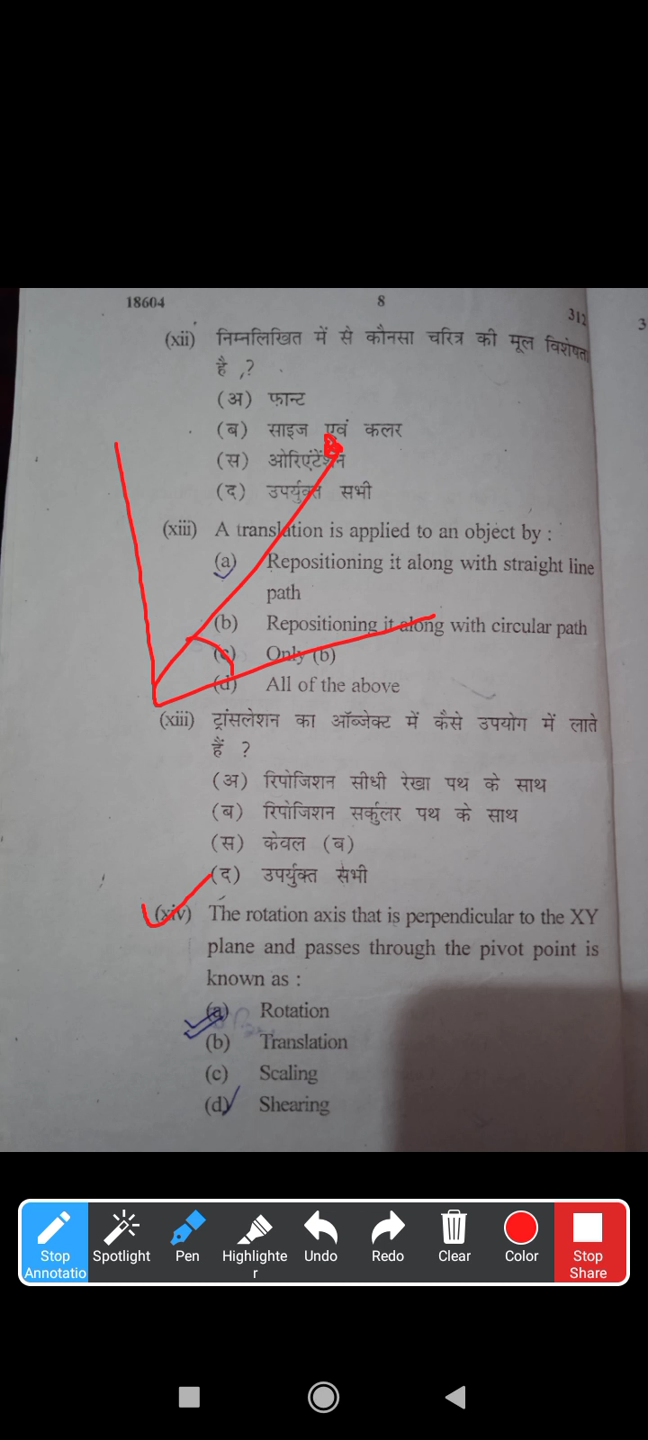 18604 8 312
3
(xii) निम्नलिखित में से कौनसा चरित्र की मूल विशेषता
है ,?
(अ) फ़ान्ट
(ब) साइज एवं कलर
(स) ओरिएंटेंशन
(द) उपर्युक्त सभी
(xiii) A translation is applied to an object by :
(a) Repositioning it along with straight line
path
(b) Repositioning it along with circular path
(c) Only (b)
(d) All of the above
(xiii) ट्रांसलेशन का ऑब्जेक्ट में कैसे उपयोग में लाते
हैं ?
(अ) रिपोजिशन सीधी रेखा पथ के साथ
(ब) रिपोजिशन सर्कुलर पथ के साथ
(स) केवल (ब)
(द) उपर्युक्त सभी
(xiv) The rotation axis that is perpendicular to the XY
plane and passes through the pivot point is
known as :
(a) Rotation
(b) Translation
(c) Scaling
(d) Shearing
Stop
Annotatio
Spotlight
Pen
Highlighte
r
Undo
Redo
Clear
Color
Stop
Share